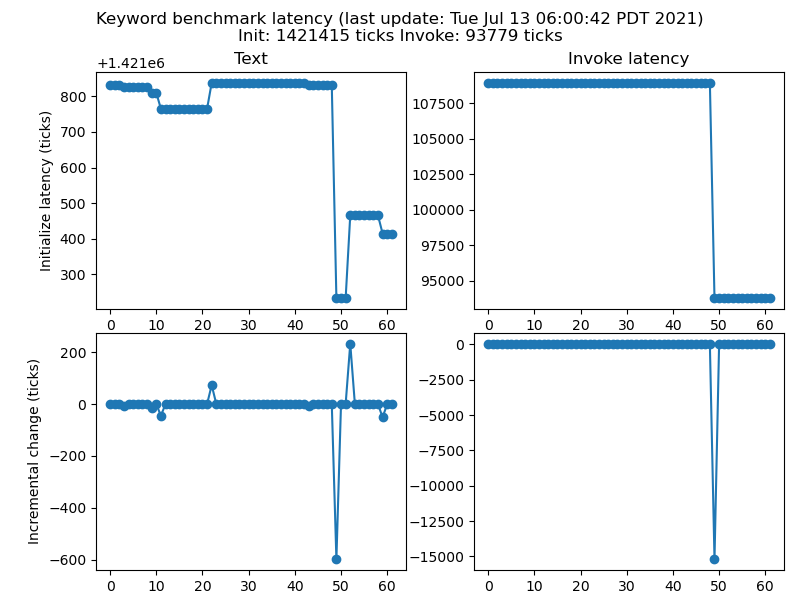 Keyword benchmark latency (last update: Tue Jul 13 06:00:42 PDT 2021)
Init: 1421415 ticks Invoke: 93779 ticks
Text
+1.421e6
800
700
600
500
400
300
0 10 20 30 40 50 60
Initialize latency (ticks)
Invoke latency
107500
105000
102500
100000
97500
95000
0 10 20 30 40 50 60
200
0
−200
−400
−600
0 10 20 30 40 50 60
Incremental change (ticks)
0
−2500
−5000
−7500
−10000
−12500
−15000
0 10 20 30 40 50 60